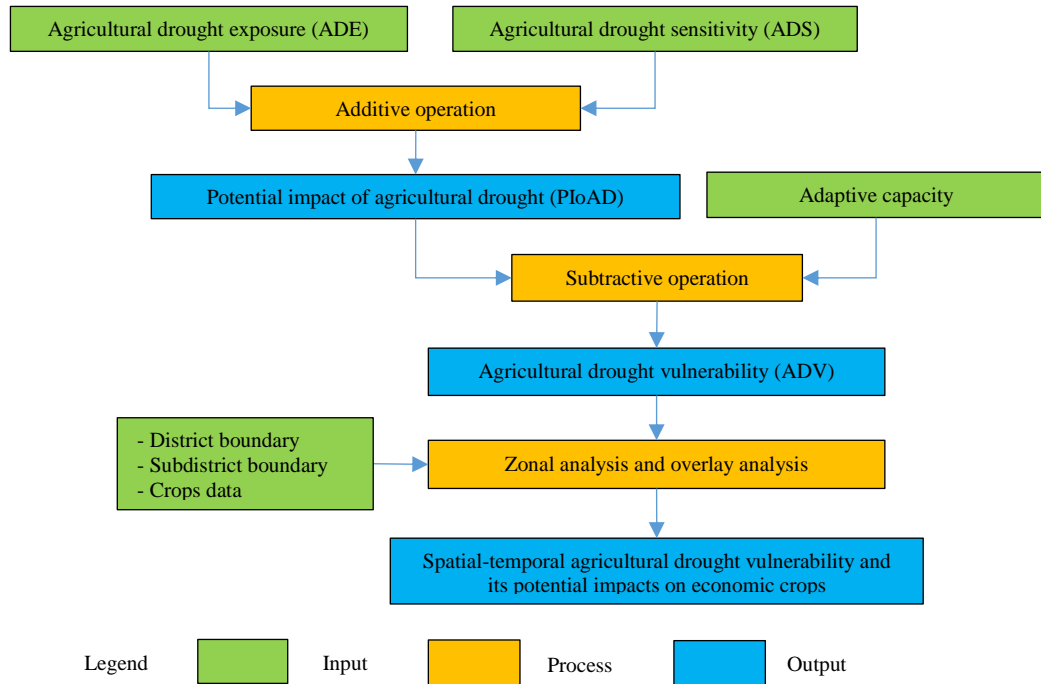 Agricultural drought exposure (ADE)
Agricultural drought sensitivity (ADS)
Additive operation
Potential impact of agricultural drought (PIoAD)
Adaptive capacity
Subtractive operation
Agricultural drought vulnerability (ADV)
- District boundary
- Subdistrict boundary
- Crops data
Zonal analysis and overlay analysis
Spatial-temporal agricultural drought vulnerability and
its potential impacts on economic crops
Legend
Input
Process
Output